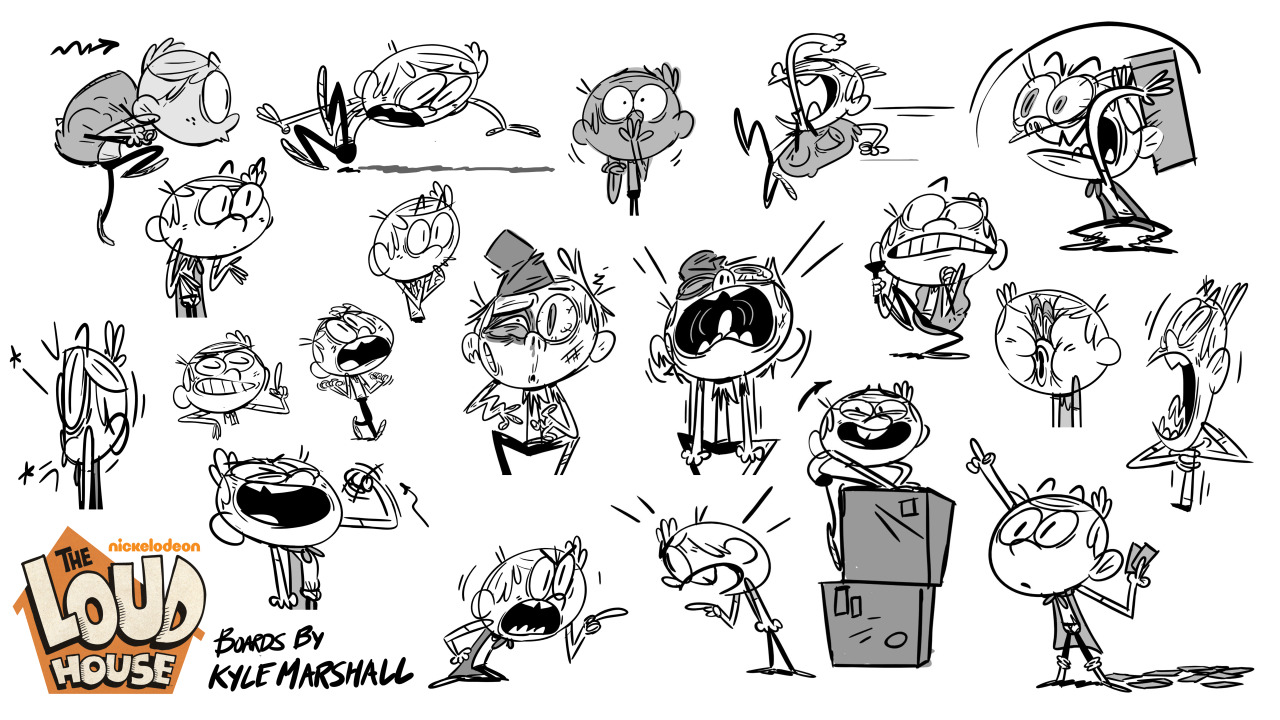 nickelodeon
THE
LOUD
HOUSE
BOARDS BY
KYLE MARSHALL